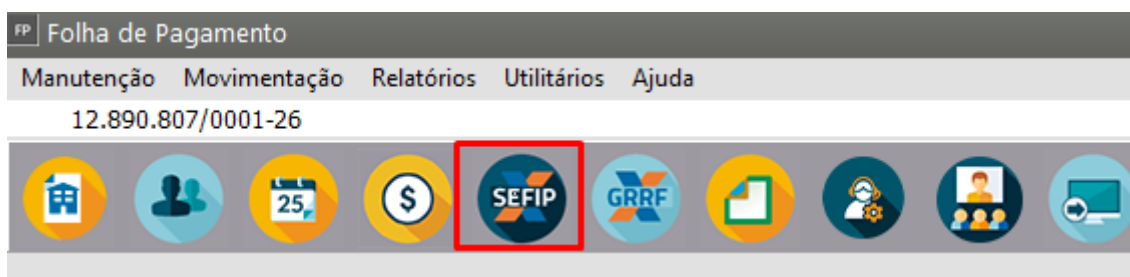 FP Folha de Pagamento
Manutenção Movimentação Relatórios Utilitários Ajuda
12.890.807/0001-26
25 $ SEFIP GRRF